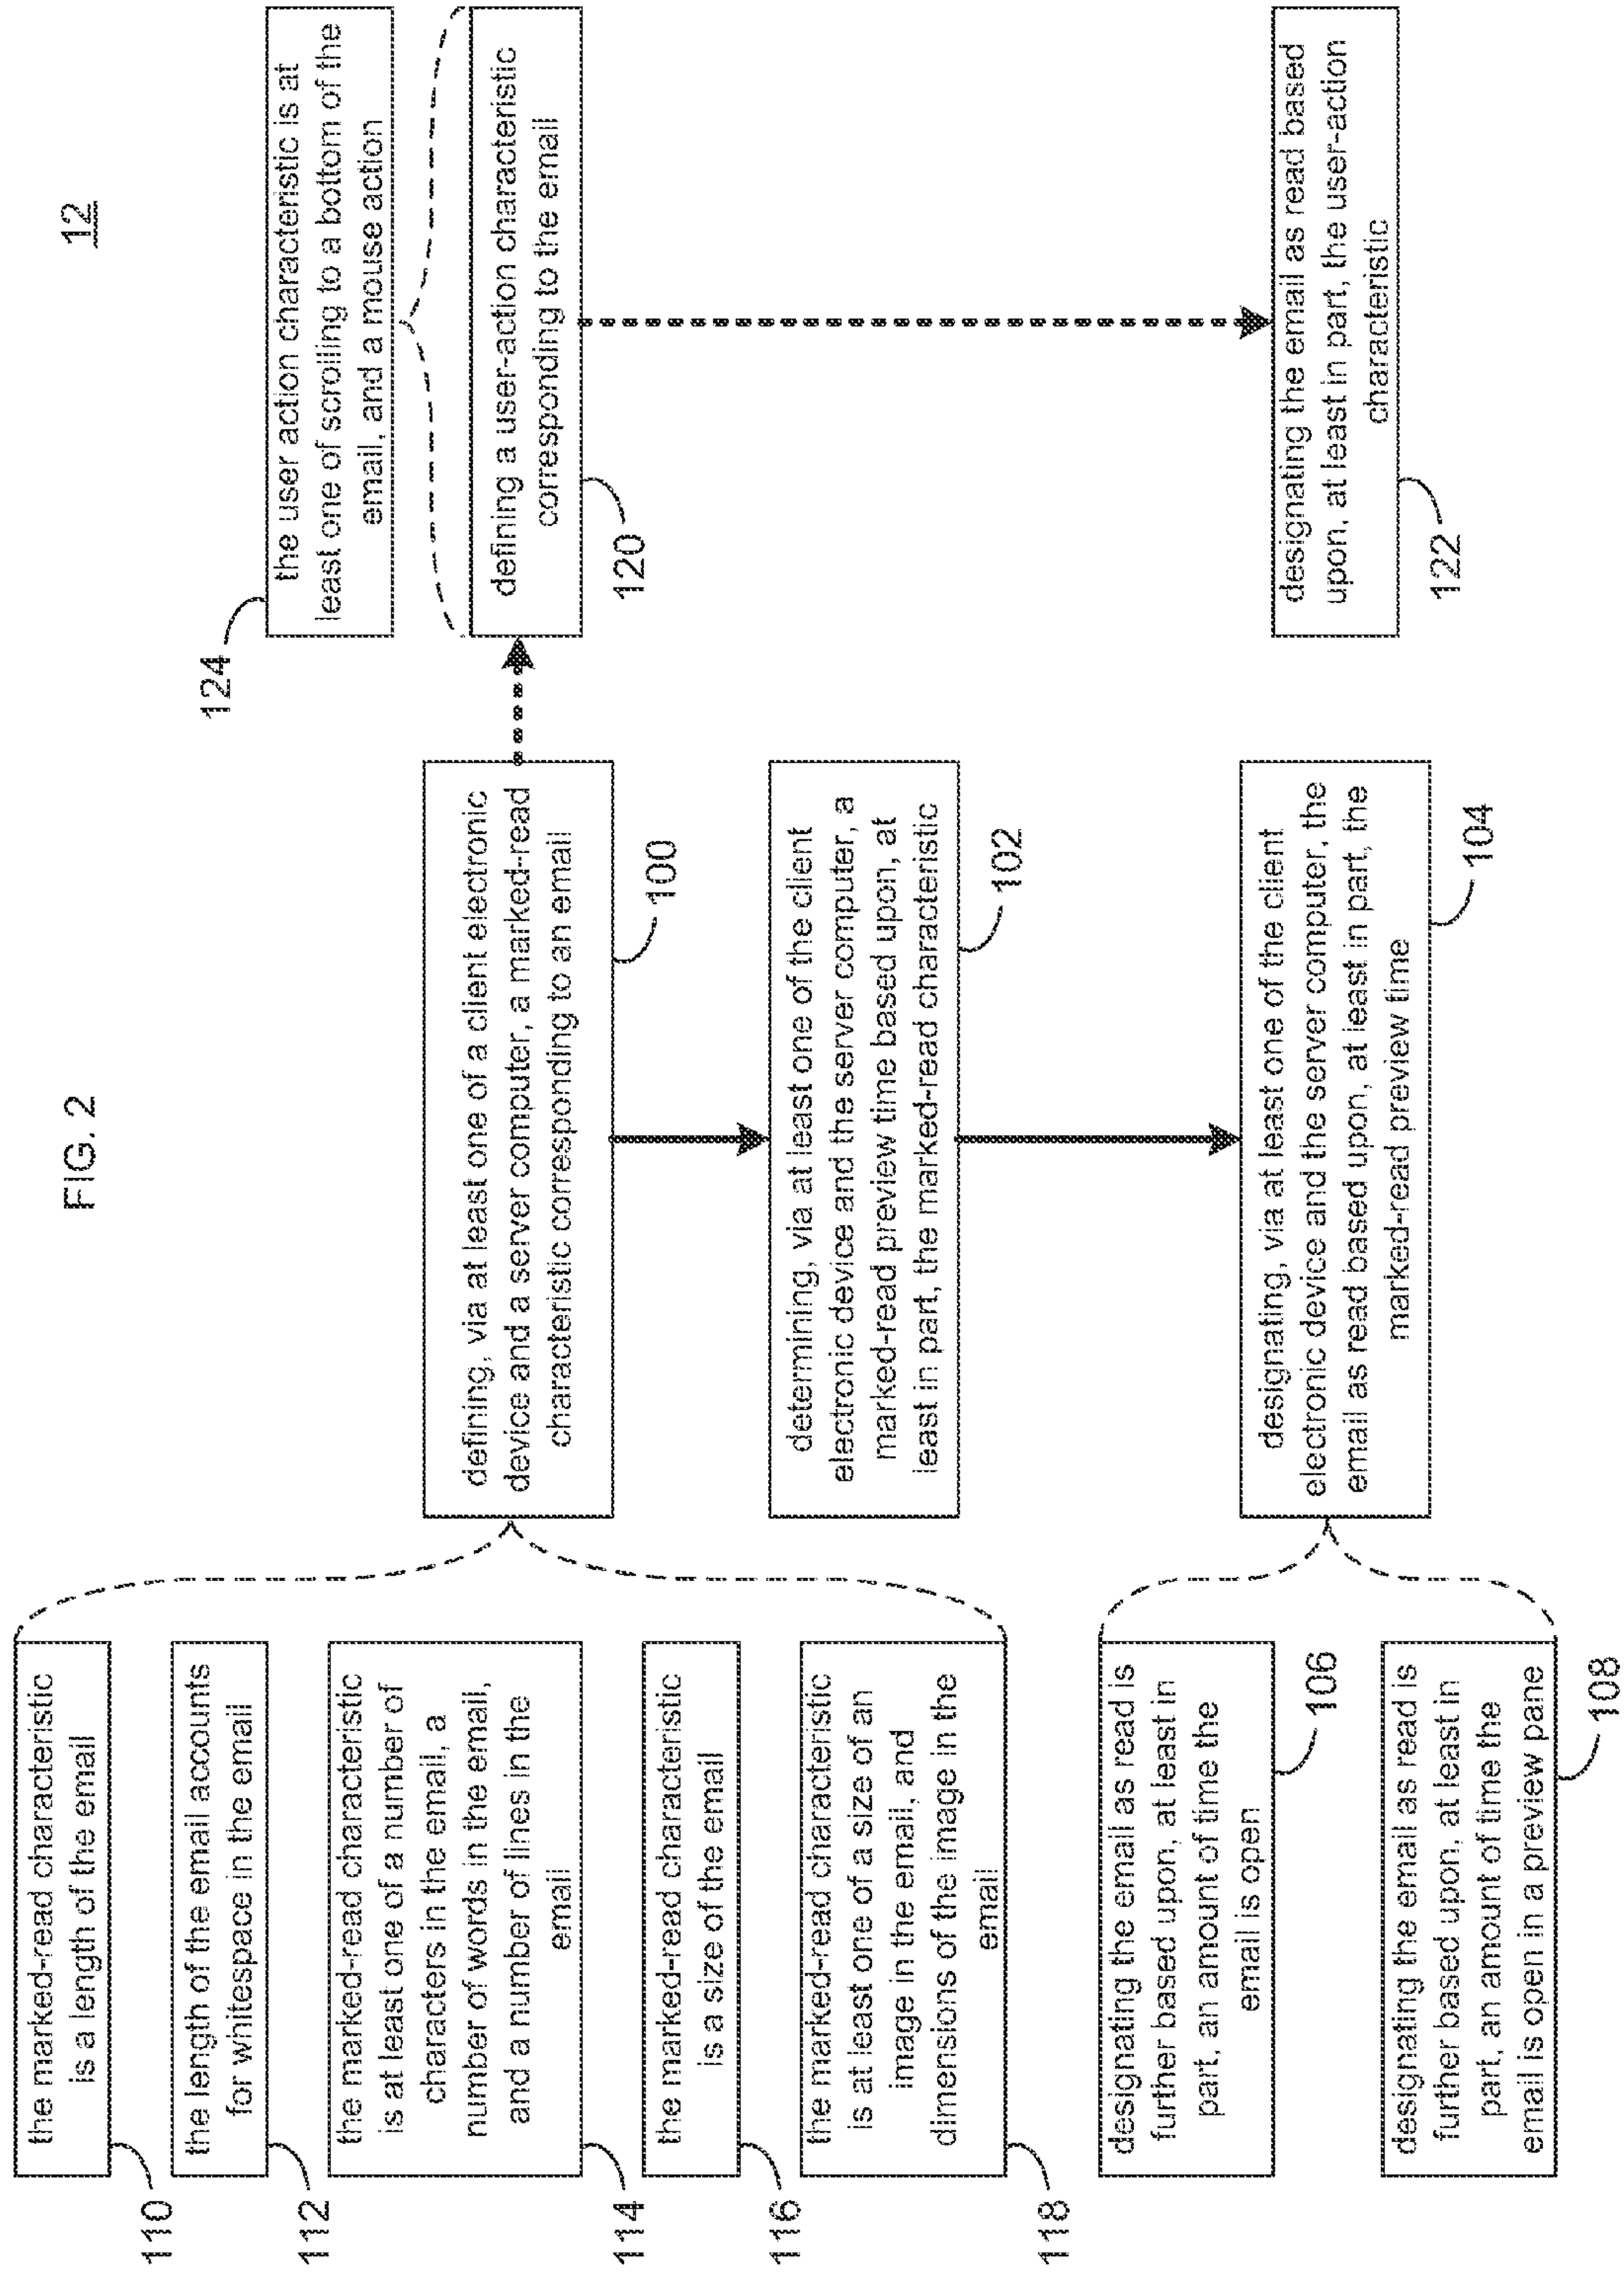 FIG. 2
12
the marked-read characteristic
is a length of the email
110
the length of the email accounts
for whitespace in the email
112
the marked-read characteristic
is at least one of a number of
characters in the email, a
number of words in the email,
and a number of lines in the
email
114
the marked-read characteristic
is a size of the email
116
the marked-read characteristic
is at least one of a size of an
image in the email, and
dimensions of the image in the
email
118
designating the email as read is
further based upon, at least in
part, an amount of time the
email is open
106
designating the email as read is
further based upon, at least in
part, an amount of time the
email is open in a preview pane
108
defining, via at least one of a client electronic
device and a server computer, a marked-read
characteristic corresponding to an email
100
determining, via at least one of the client
electronic device and the server computer, a
marked-read preview time based upon, at
least in part, the marked-read characteristic
102
designating, via at least one of the client
electronic device and the server computer, the
email as read based upon, at least in part, the
marked-read preview time
104
124
the user action characteristic is at
least one of scrolling to a bottom of the
email, and a mouse action
defining a user-action characteristic
corresponding to the email
120
designating the email as read based
upon, at least in part, the user-action
characteristic
122